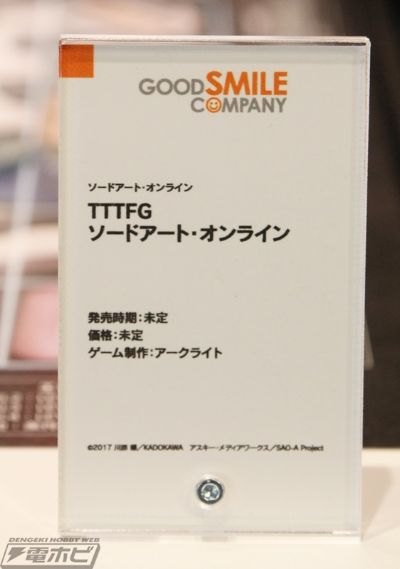 GOODSMILE
COMPANY
ソードアート・オンライン
TTTFG
ソードアート・オンライン
発売時期：未定
価格：未定
ゲーム制作：アークライト
©2017 川原 礫／KADOKAWA アスキー・メディアワークス／SAO-A Project
DENGEKI HOBBY WEB
電ホビ